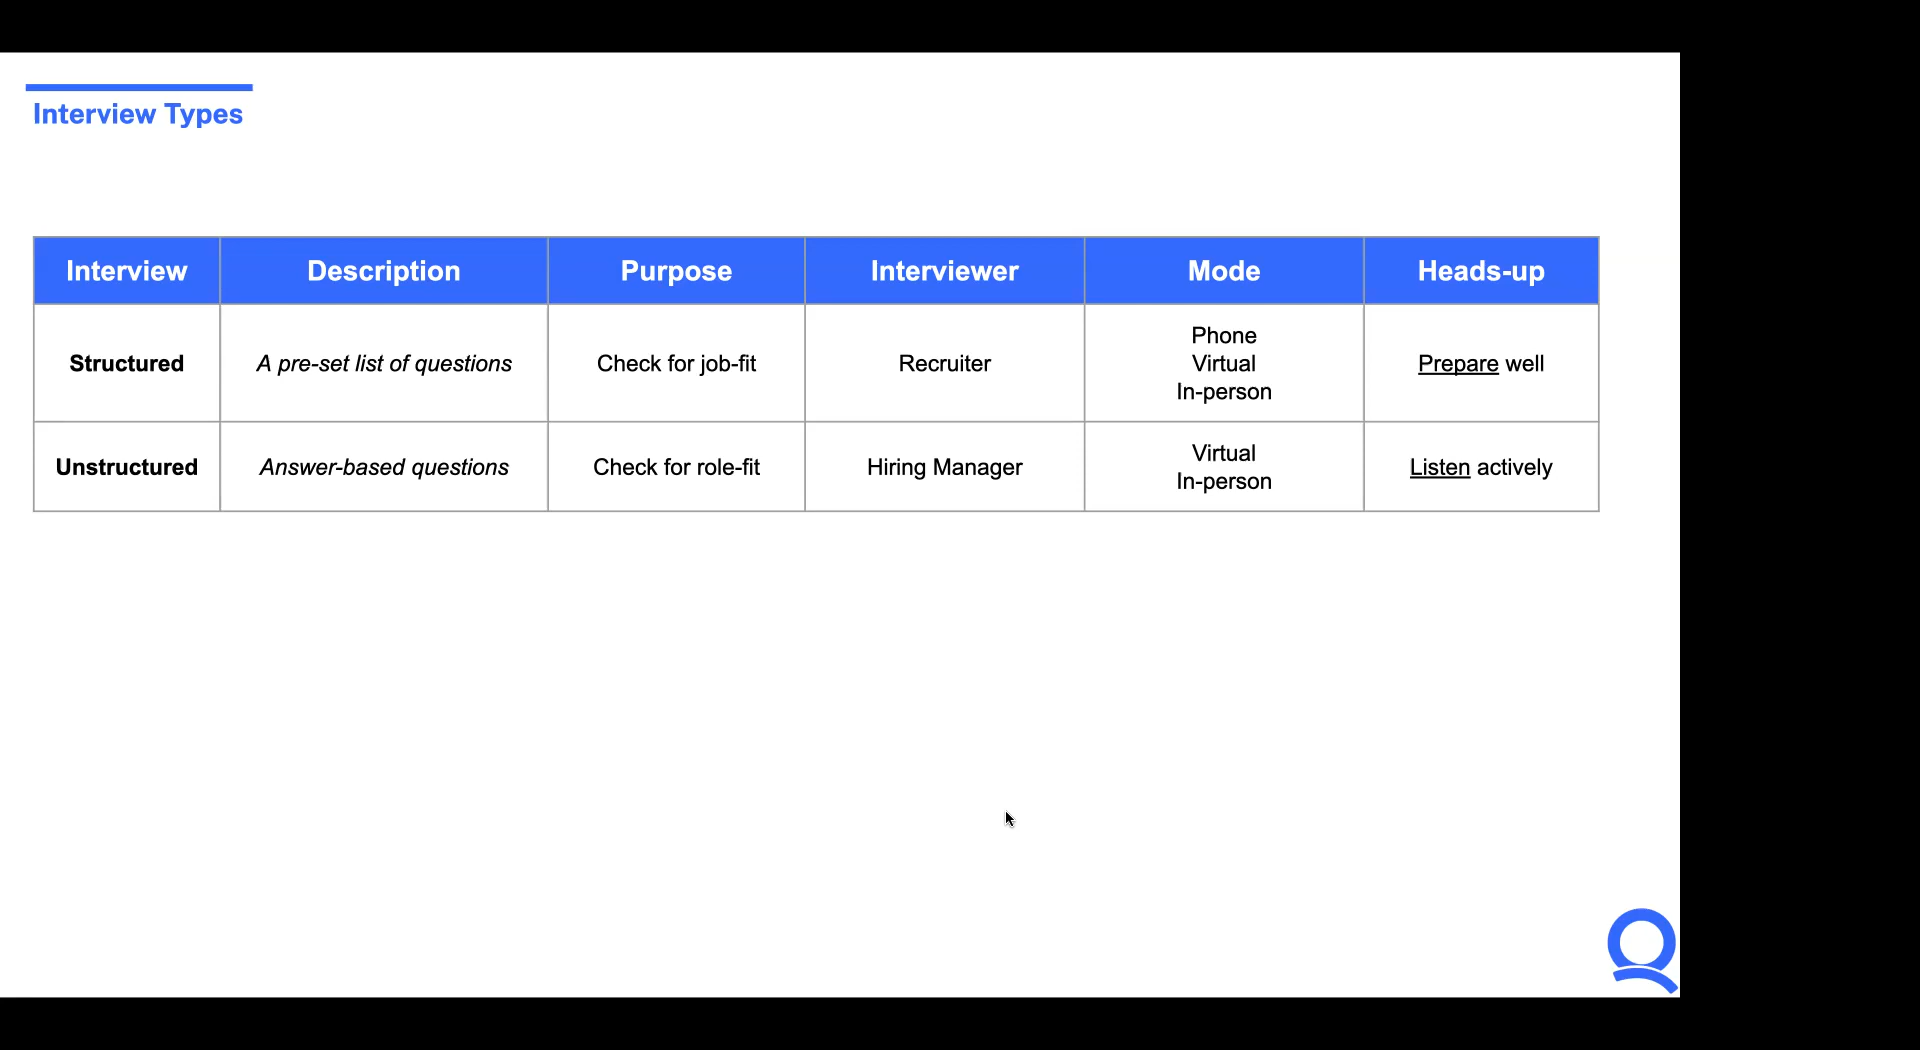 Interview Types
Interview Description Purpose Interviewer Mode Heads-up
Structured A pre-set list of questions Check for job-fit Recruiter Phone
Virtual
In-person Prepare well
Unstructured Answer-based questions Check for role-fit Hiring Manager Virtual
In-person Listen actively